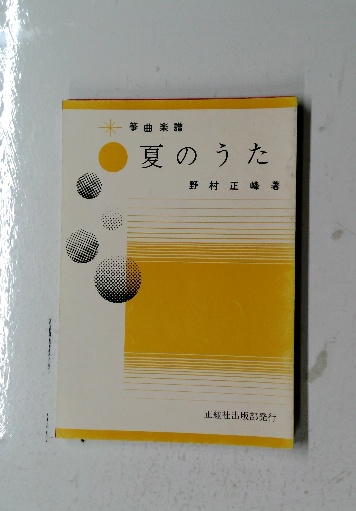 箏曲楽譜
夏のうた
野村正峰著
正絃社出版部発行